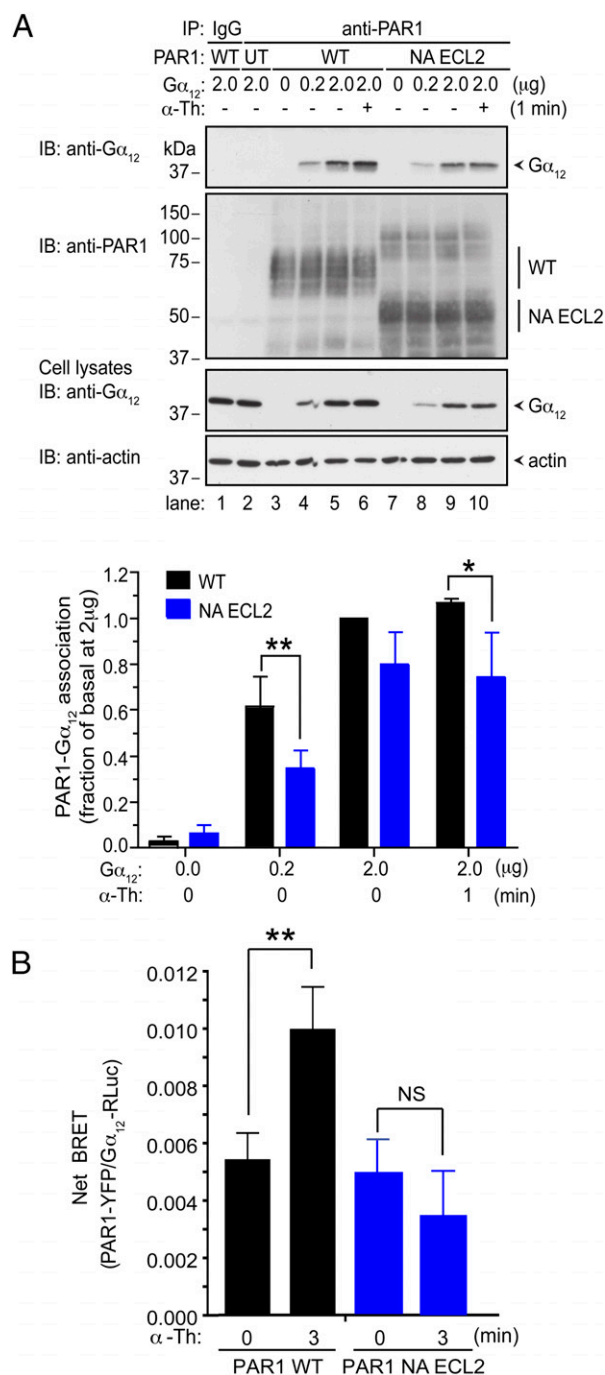 A
IP: IgG anti-PAR1
PAR1: WT UT WT NA ECL2
Gα12: 2.0 2.0 0 0.2 2.0 2.0 0 0.2 2.0 2.0 (μg)
α-Th: - - - - - + - - - + (1 min)
IB: anti-Gα12 kDa
37 Gα12
150
100
IB: anti-PAR1 75 WT
50 NA ECL2
37
Cell lysates
IB: anti-Gα12
37 Gα12
IB: anti-actin actin
37
lane: 1 2 3 4 5 6 7 8 9 10
PAR1-Gα12 association
(fraction of basal at 2μg)
1.2
1.0
0.8
0.6
0.4
0.2
0.0
WT
NA ECL2
**
*
Gα12: 0.0 0.2 2.0 2.0 (μg)
α-Th: 0 0 0 1 (min)
B
Net BRET
(PAR1-YFP/Gα12-RLuc)
0.012
0.010
0.008
0.006
0.004
0.002
0.000
**
NS
α-Th: 0 3 0 3 (min)
PAR1 WT PAR1 NA ECL2